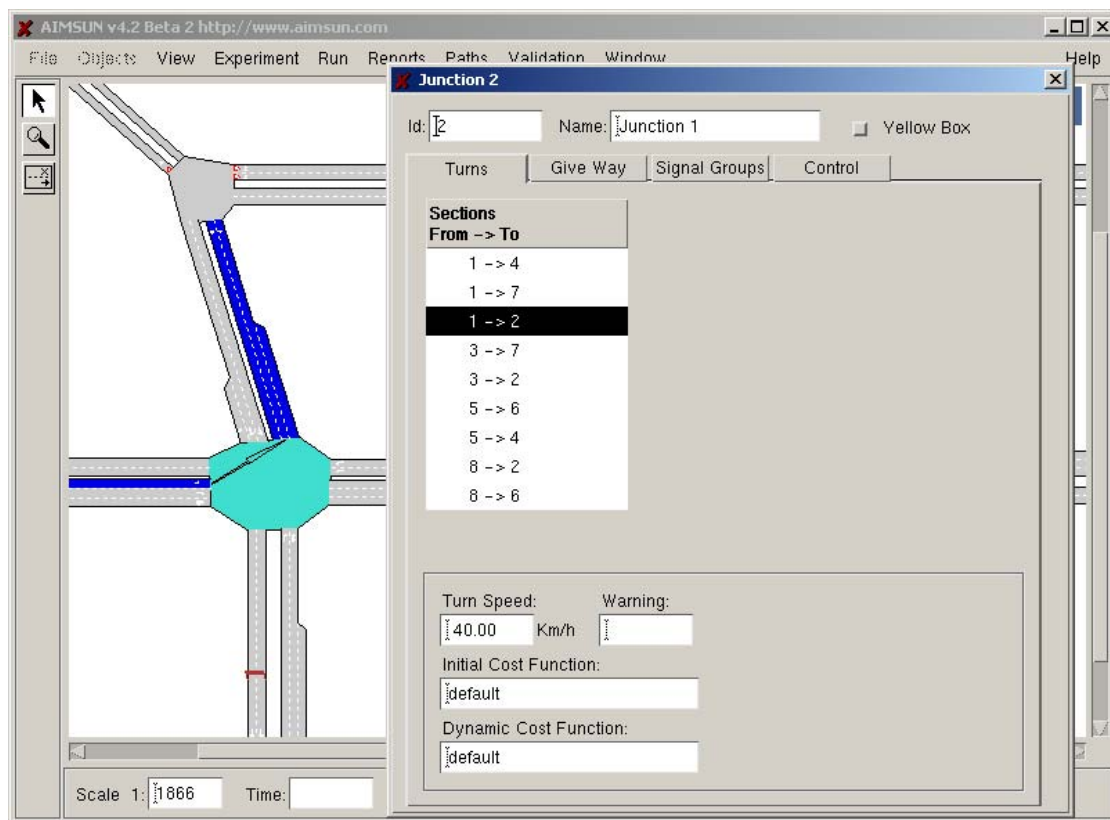 AIMSUN v4.2 Beta 2 http://www.aimsun.com
File Objects View Experiment Run Reports Paths Validation Window Help
Junction 2
Id: 2 Name: Junction 1 Yellow Box
Turns Give Way Signal Groups Control
Sections
From -> To
1 -> 4
1 -> 7
1 -> 2
3 -> 7
3 -> 2
5 -> 6
5 -> 4
8 -> 2
8 -> 6
Turn Speed: Warning:
40.00 Km/h
Initial Cost Function:
default
Dynamic Cost Function:
default
Scale 1: 1866 Time: